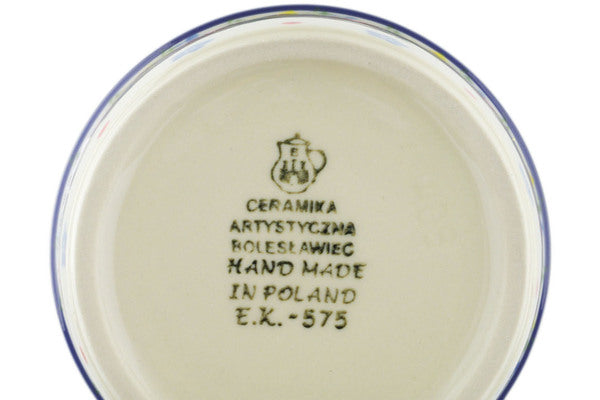 CERAMIKA
ARTYSTYCZNA
BOLESŁAWIEC
HAND MADE
IN POLAND
E.K. - 575